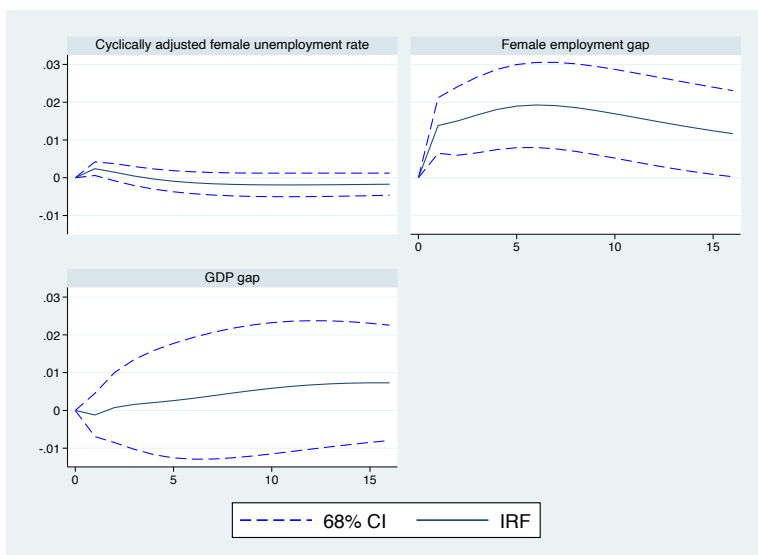 Cyclically adjusted female unemployment rate
Female employment gap
.03
.02
.01
0
-.01
0 5 10 15
GDP gap
.03
.02
.01
0
-.01
0 5 10 15
68% CI IRF